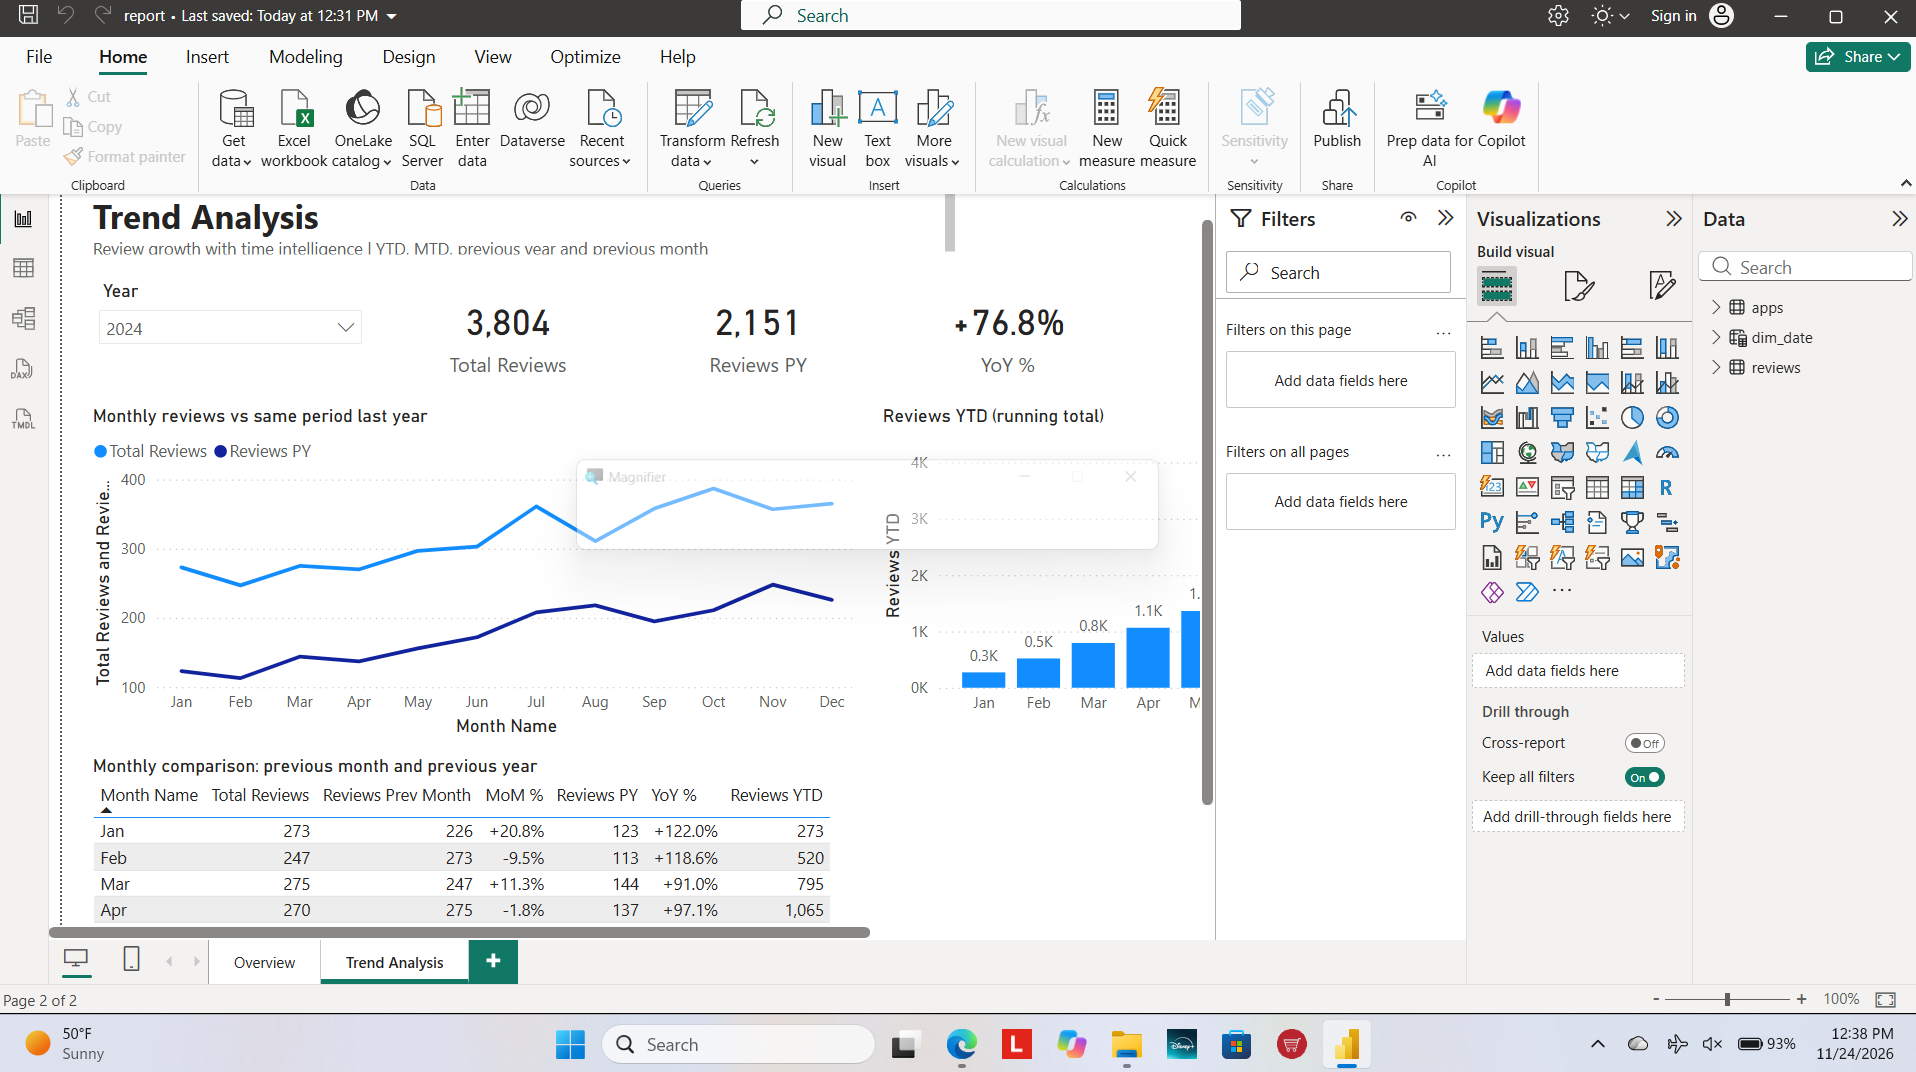 report • Last saved: Today at 12:31 PM
Search
Sign in
File Home Insert Modeling Design View Optimize Help
Share
Paste
Cut
Copy
Format painter
Clipboard
Get data
Excel workbook
OneLake catalog
SQL Server
Enter data
Dataverse
Recent sources
Data
Transform data
Refresh
Queries
New visual
Text box
More visuals
Insert
New visual calculation
New measure
Quick measure
Calculations
Sensitivity
Sensitivity
Publish
Share
Prep data for AI
Copilot
Copilot
DAX
TMDL
Trend Analysis
Review growth with time intelligence | YTD, MTD, previous year and previous month
Year
2024
3,804
Total Reviews
2,151
Reviews PY
+76.8%
YoY %
Monthly reviews vs same period last year
Total Reviews Reviews PY
Total Reviews and Revie...
400
300
200
100
Jan Feb Mar Apr May Jun Jul Aug Sep Oct Nov Dec
Month Name
Magnifier
Reviews YTD (running total)
Reviews YTD
4K
3K
2K
1K
0K
0.3K 0.5K 0.8K 1.1K 1.
Jan Feb Mar Apr M
Monthly comparison: previous month and previous year
Month Name Total Reviews Reviews Prev Month MoM % Reviews PY YoY % Reviews YTD
Jan 273 226 +20.8% 123 +122.0% 273
Feb 247 273 -9.5% 113 +118.6% 520
Mar 275 247 +11.3% 144 +91.0% 795
Apr 270 275 -1.8% 137 +97.1% 1,065
Filters
Search
Filters on this page ...
Add data fields here
Filters on all pages ...
Add data fields here
Visualizations
Build visual
123
R
Py
...
Values
Add data fields here
Drill through
Cross-report Off
Keep all filters On
Add drill-through fields here
Data
Search
apps
dim_date
reviews
Overview
Trend Analysis
+
Page 2 of 2
- + 100%
50°F
Sunny
Search
L
Disney+
93%
12:38 PM
11/24/2026